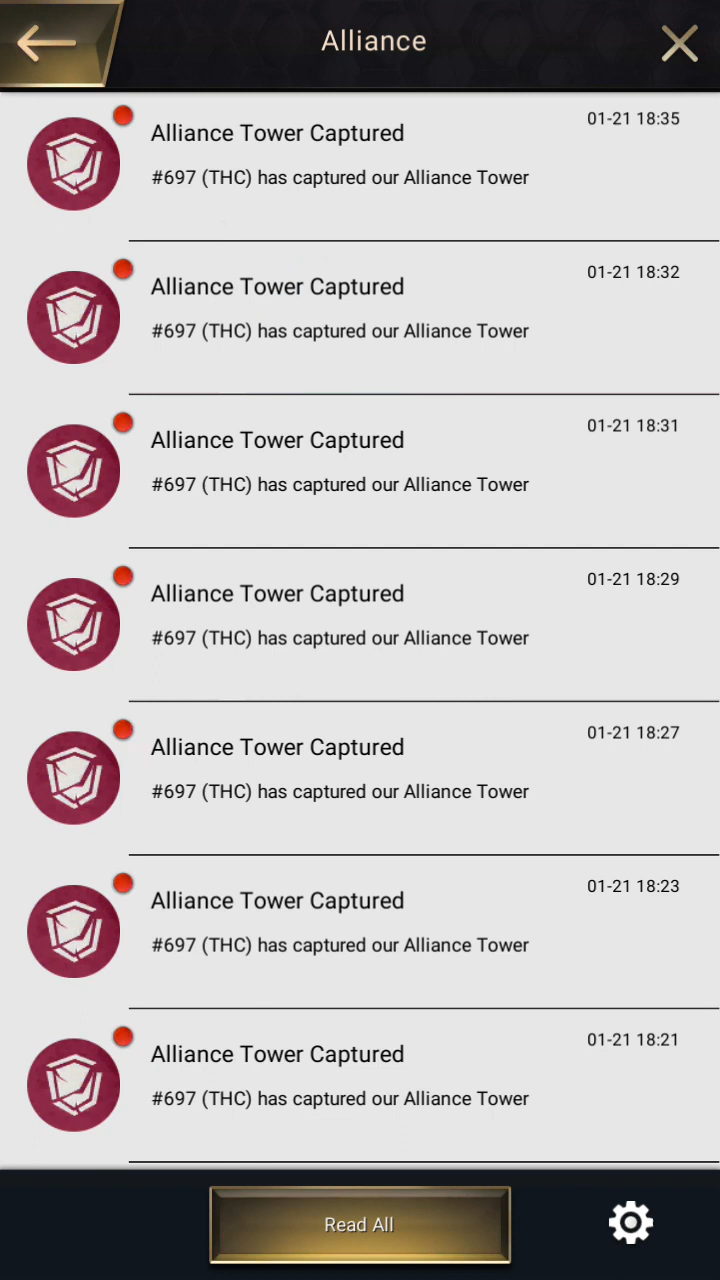 Alliance
Alliance Tower Captured
01-21 18:35
#697 (THC) has captured our Alliance Tower
Alliance Tower Captured
01-21 18:32
#697 (THC) has captured our Alliance Tower
Alliance Tower Captured
01-21 18:31
#697 (THC) has captured our Alliance Tower
Alliance Tower Captured
01-21 18:29
#697 (THC) has captured our Alliance Tower
Alliance Tower Captured
01-21 18:27
#697 (THC) has captured our Alliance Tower
Alliance Tower Captured
01-21 18:23
#697 (THC) has captured our Alliance Tower
Alliance Tower Captured
01-21 18:21
#697 (THC) has captured our Alliance Tower
Read All